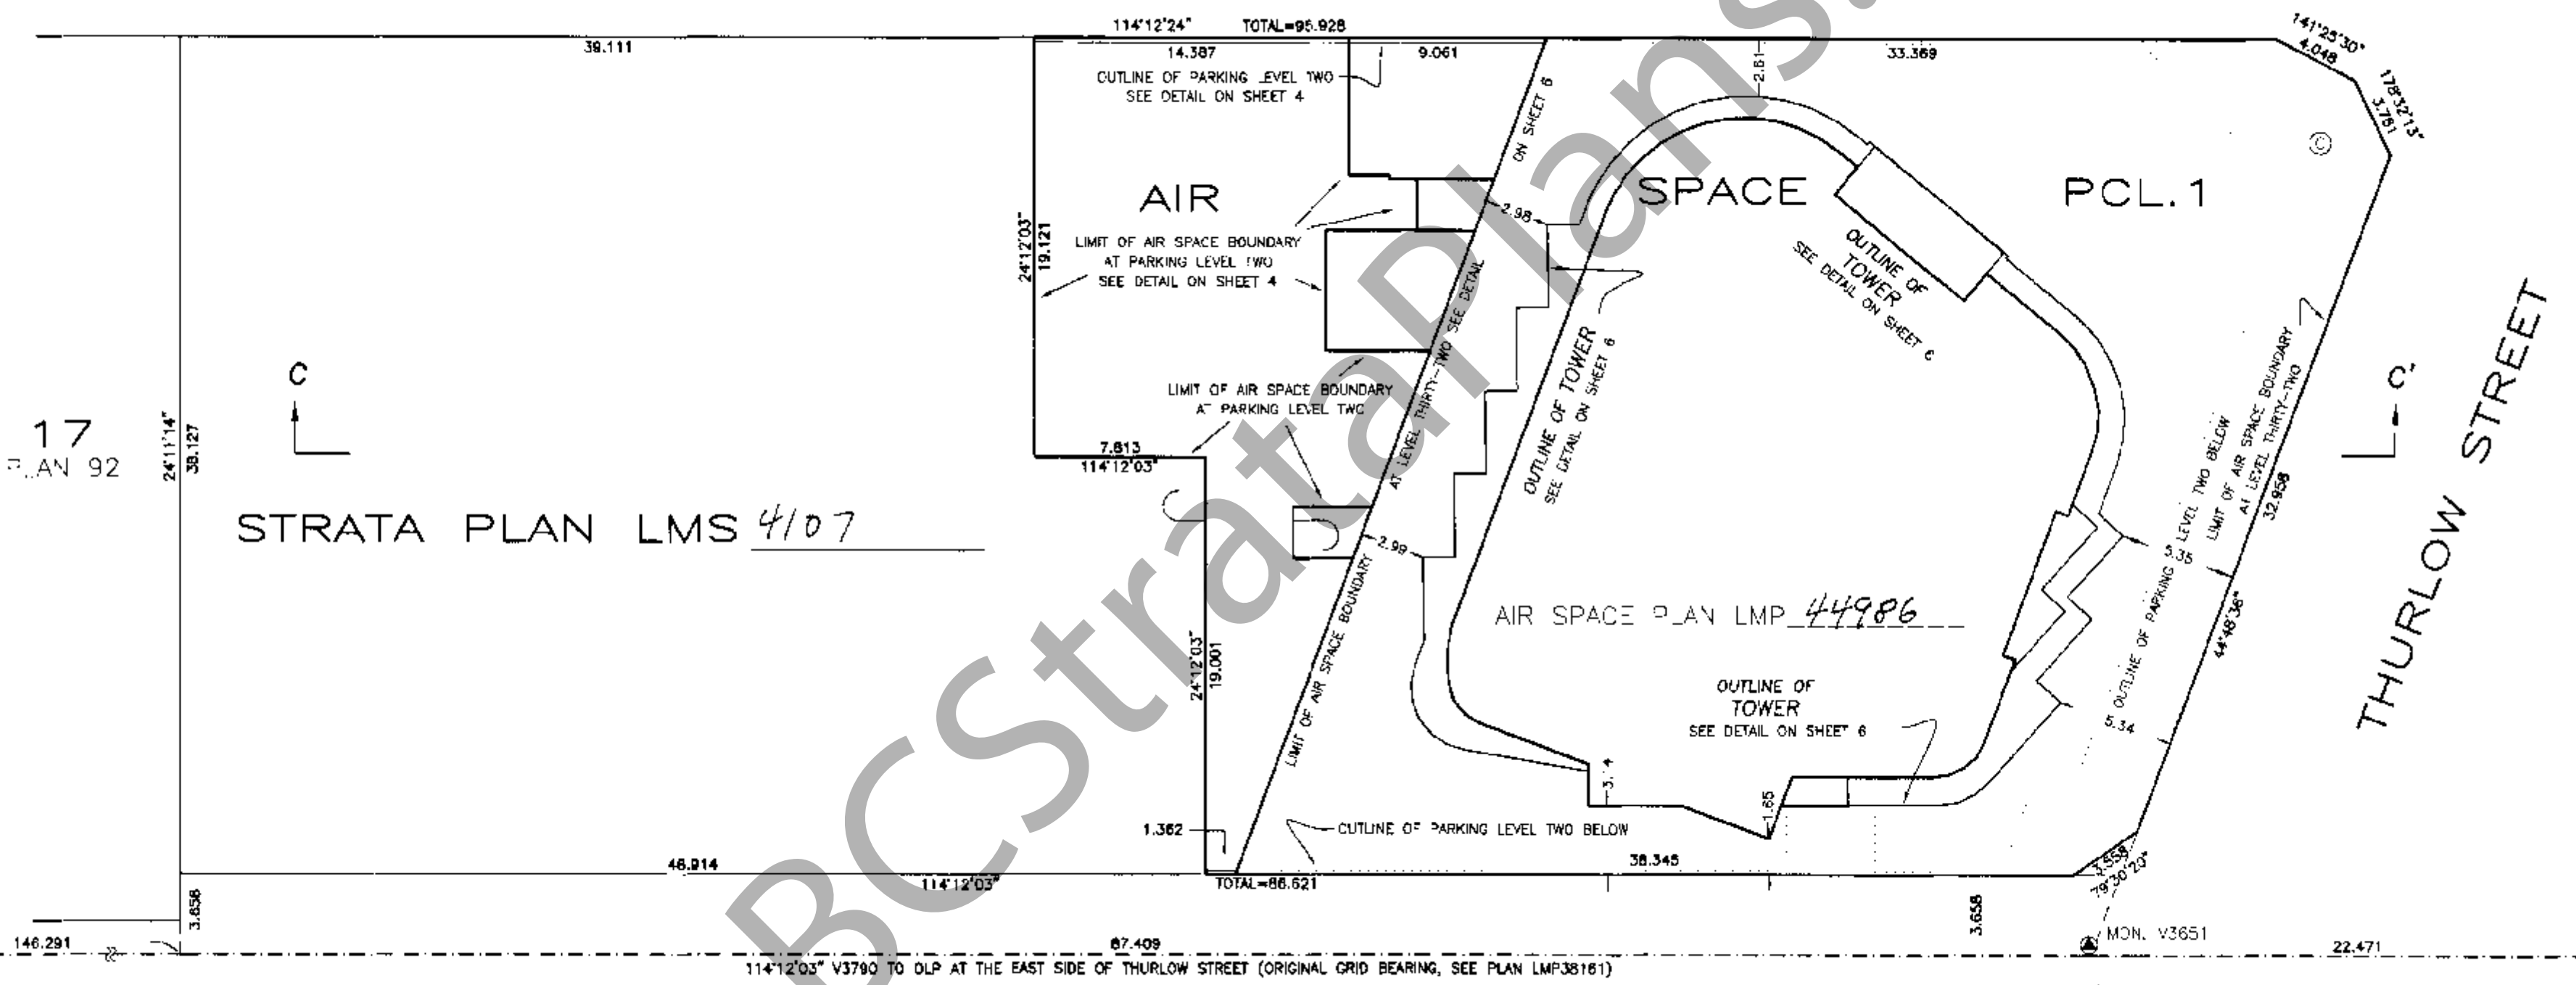 114°12'24" TOTAL=95.928
39.111
14.387
9.061
33.369
141°25'30"
4.048
178°32'13"
3.781
OUTLINE OF PARKING LEVEL TWO
SEE DETAIL ON SHEET 4
2.61
ON SHEET 6
©
AIR
SPACE
PCL.1
2.98
24°12'03"
19.121
LIMIT OF AIR SPACE BOUNDARY
AT PARKING LEVEL TWO
SEE DETAIL ON SHEET 4
OUTLINE OF
TOWER
SEE DETAIL ON SHEET 6
AT LEVEL THIRTY-TWO SEE DETAIL
OUTLINE OF TOWER
SEE DETAIL ON SHEET 6
LIMIT OF AIR SPACE BOUNDARY
AT PARKING LEVEL TWO
C
C'
17
PLAN 92
24°11'14"
38.127
7.813
114°12'03"
STRATA PLAN LMS 4107
2.99
LIMIT OF AIR SPACE BOUNDARY
AIR SPACE PLAN LMP 44986
5.35
OUTLINE OF PARKING LEVEL TWO BELOW
LIMIT OF AIR SPACE BOUNDARY
AT LEVEL THIRTY-TWO
32.958
44°48'36"
THURLOW STREET
24°12'03"
19.001
OUTLINE OF
TOWER
SEE DETAIL ON SHEET 6
5.34
3.14
1.65
1.362
OUTLINE OF PARKING LEVEL TWO BELOW
46.914
114°12'03"
TOTAL=86.621
38.345
3.558
79°30'20"
3.658
3.658
MON. V3651
146.291
87.409
22.471
114°12'03" V3790 TO OLP AT THE EAST SIDE OF THURLOW STREET (ORIGINAL GRID BEARING, SEE PLAN LMP38161)
BCStrataPlans.